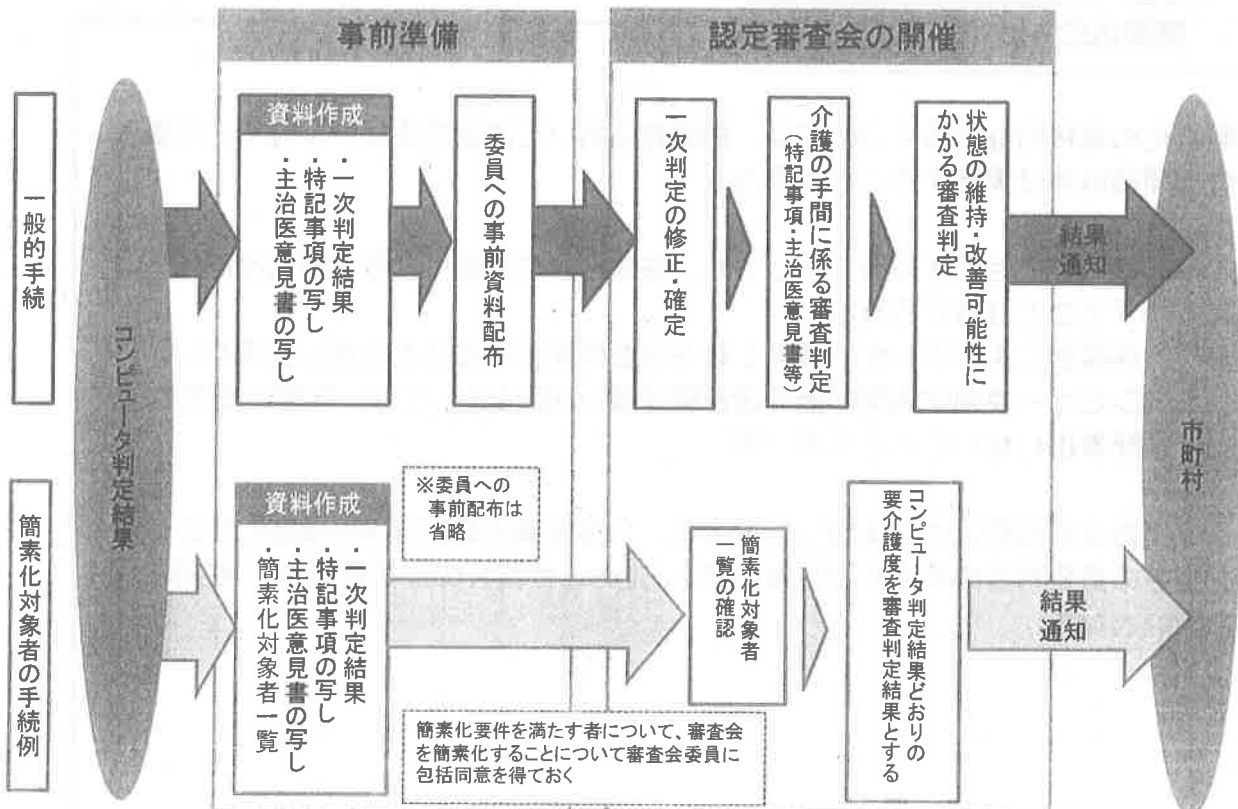 事前準備
認定審査会の開催
一般的手続
コンピュータ判定結果
資料作成
・一次判定結果
・特記事項の写し
・主治医意見書の写し
委員への事前資料配布
一次判定の修正・確定
介護の手間に係る審査判定
（特記事項・主治医意見書等）
状態の維持・改善可能性に
かかる審査判定
結果
通知
市町村
簡素化対象者の手続例
資料作成
・一次判定結果
・特記事項の写し
・主治医意見書の写し
・簡素化対象者一覧
※委員への
事前配布は
省略
簡素化対象者
一覧の確認
コンピュータ判定結果どおりの
要介護度を審査判定結果とする
結果
通知
簡素化要件を満たす者について、審査会
を簡素化することについて審査会委員に
包括同意を得ておく